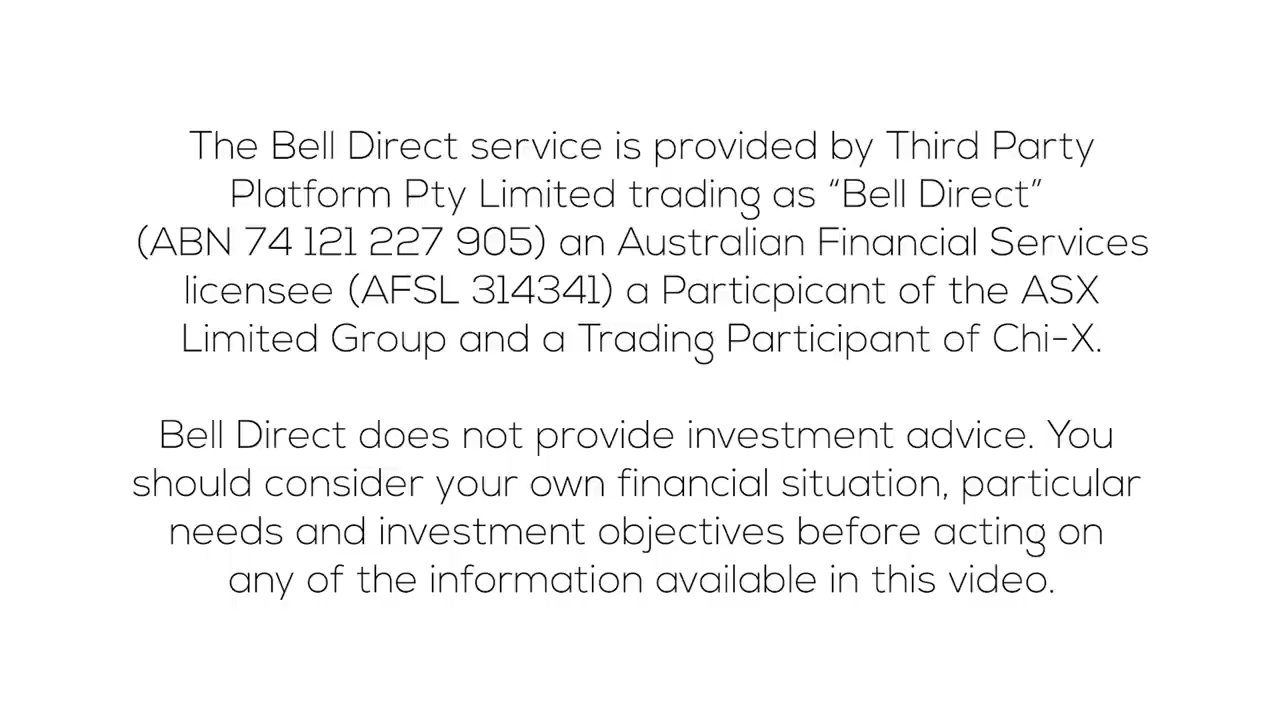 The Bell Direct service is provided by Third Party
Platform Pty Limited trading as “Bell Direct”
(ABN 74 121 227 905) an Australian Financial Services
licensee (AFSL 314341) a Particpicant of the ASX
Limited Group and a Trading Participant of Chi-X.
Bell Direct does not provide investment advice. You
should consider your own financial situation, particular
needs and investment objectives before acting on
any of the information available in this video.